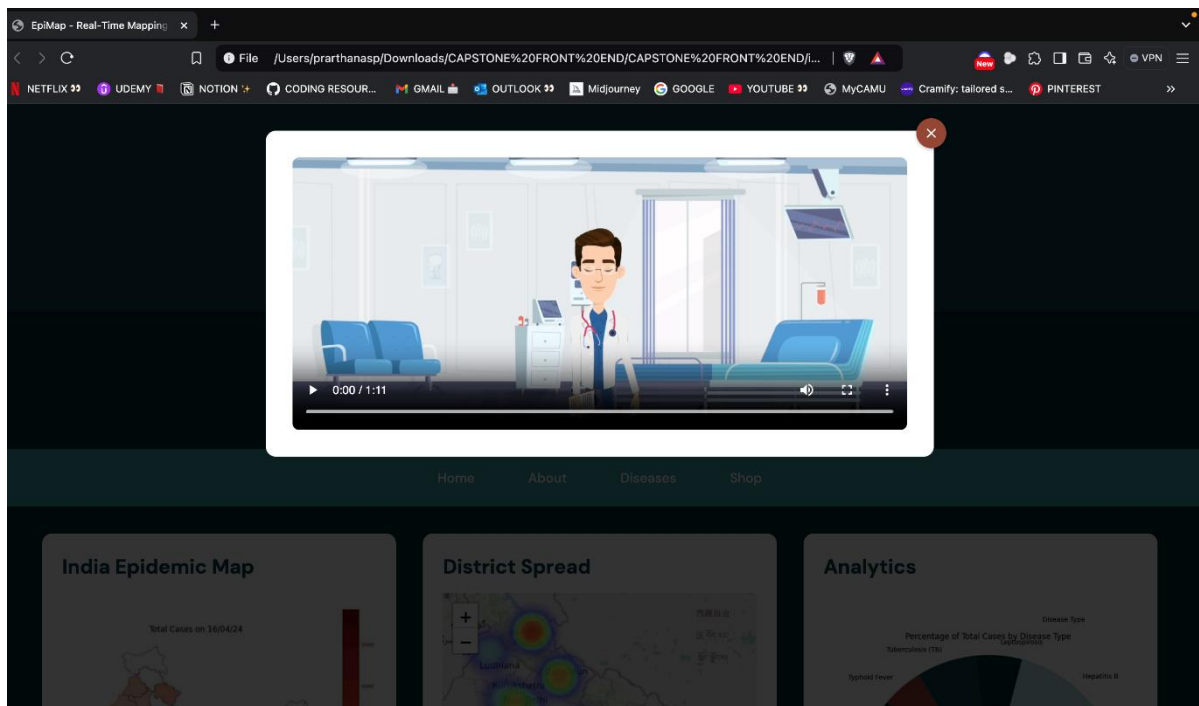 EpiMap - Real-Time Mapping
File /Users/prarthanasp/Downloads/CAPSTONE%20FRONT%20END/CAPSTONE%20FRONT%20END/i...
New
VPN
NETFLIX UDEMY NOTION CODING RESOUR... GMAIL OUTLOOK Midjourney GOOGLE YOUTUBE MyCAMU Cramify: tailored s... PINTEREST »
0:00 / 1:11
Home About Diseases Shop
India Epidemic Map
Total Cases on 16/04/24
District Spread
+
−
Ludhiana
Analytics
Disease Type
Percentage of Total Cases by Disease Type
Tuberculosis (TB) Leptospirosis
Typhoid Fever Hepatitis B